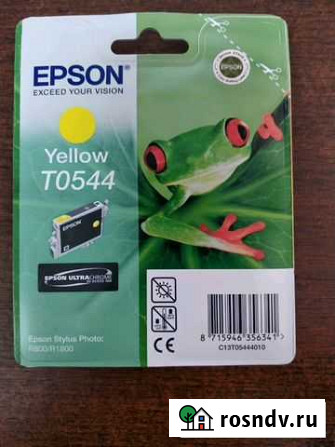 EPSON
EXCEED YOUR VISION
EPSON
Yellow
T0544
EPSON ULTRACHROME
Epson Stylus Photo:
R800/R1800
8 715946 356341 >
C13T05444010
rosndv.ru